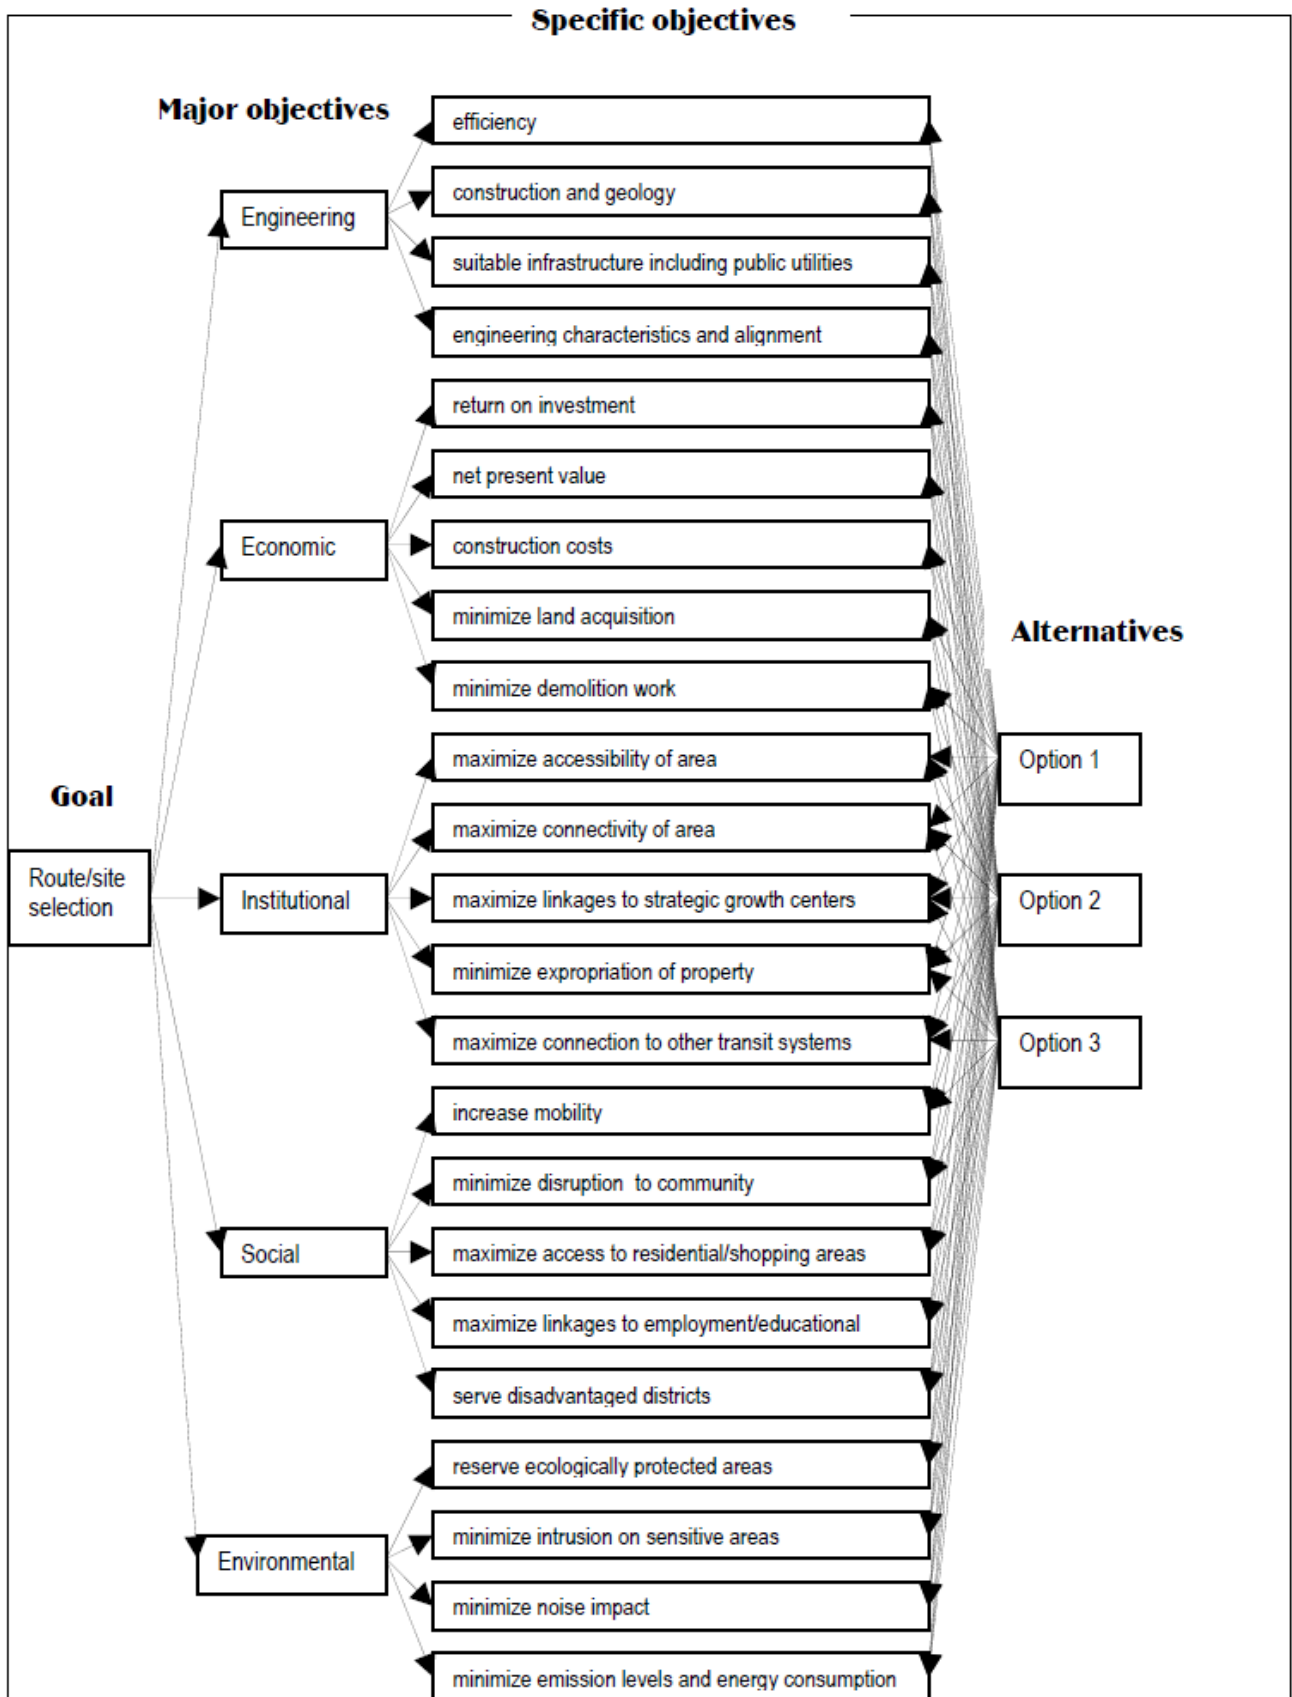 Specific objectives
Major objectives
efficiency
construction and geology
Engineering
suitable infrastructure including public utilities
engineering characteristics and alignment
return on investment
net present value
Economic
construction costs
minimize land acquisition
Alternatives
minimize demolition work
maximize accessibility of area
Option 1
Goal
maximize connectivity of area
Route/site
selection
Institutional
maximize linkages to strategic growth centers
Option 2
minimize expropriation of property
maximize connection to other transit systems
Option 3
increase mobility
minimize disruption  to community
Social
maximize access to residential/shopping areas
maximize linkages to employment/educational
serve disadvantaged districts
reserve ecologically protected areas
minimize intrusion on sensitive areas
Environmental
minimize noise impact
minimize emission levels and energy consumption